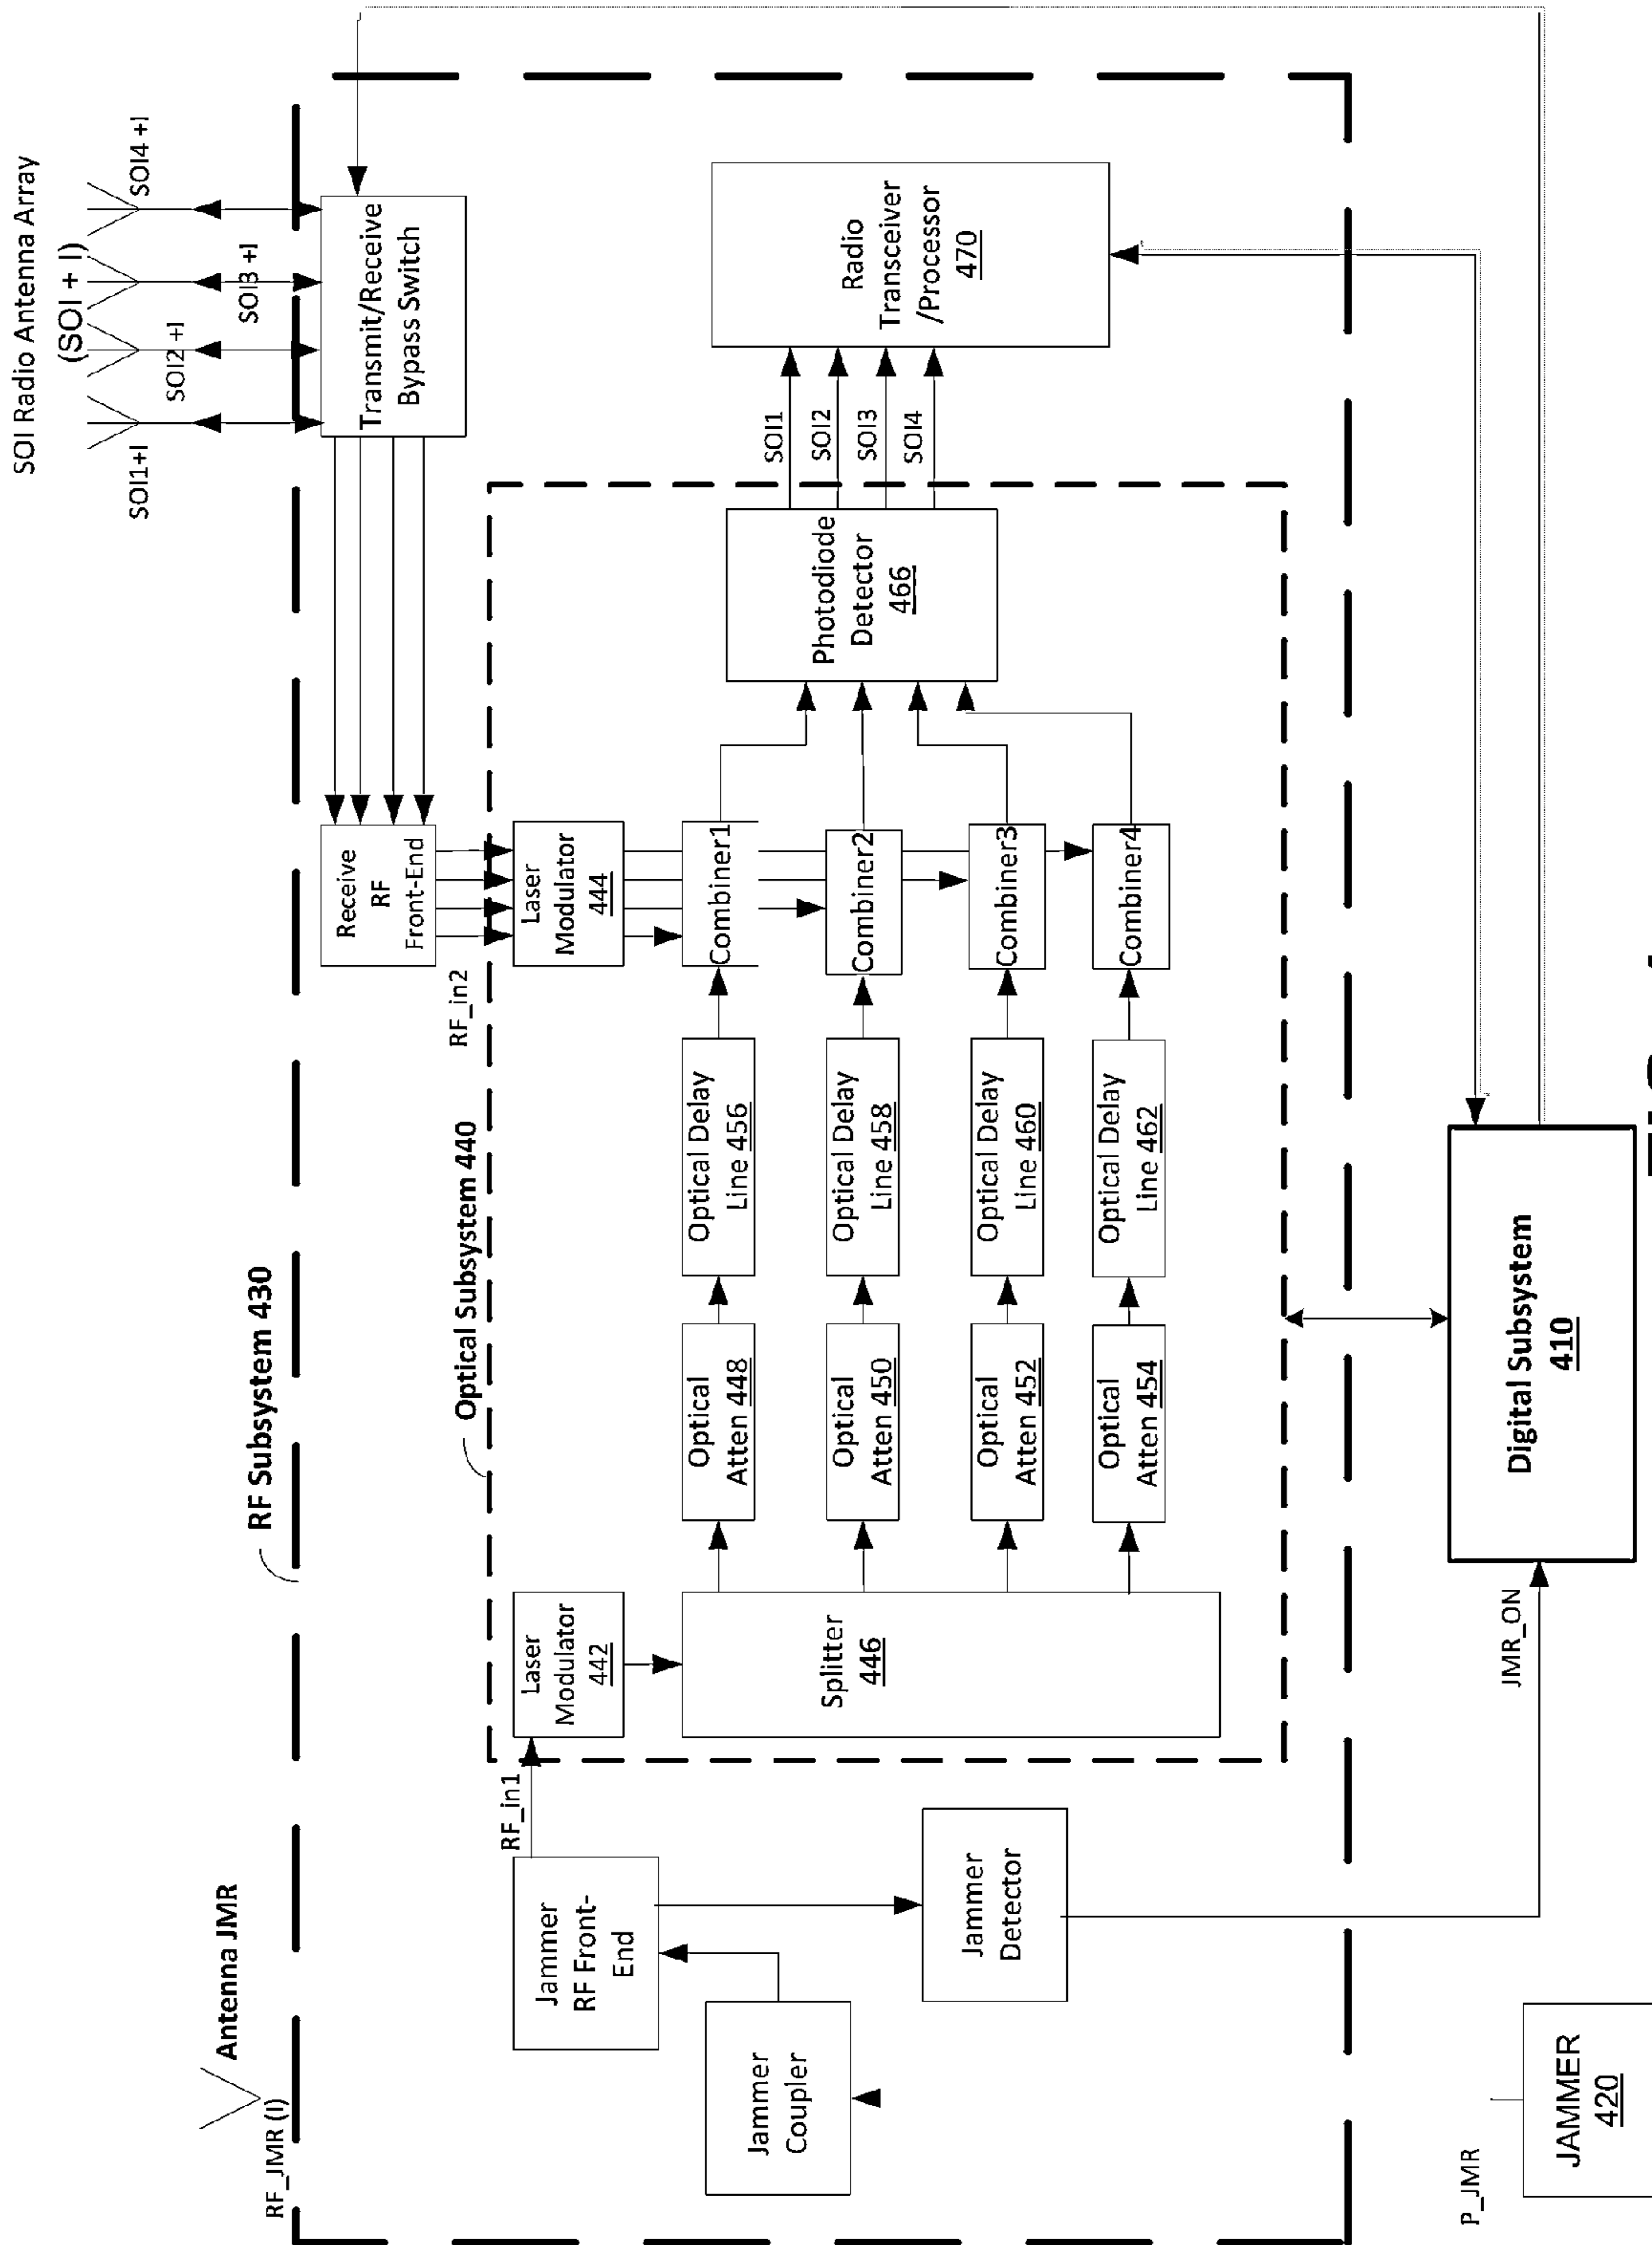 SOI Radio Antenna Array
(SOI + I)
SOI1+I
SOI2 +I
SOI3 +I
SOI4 +I
Antenna JMR
RF_JMR (I)
RF Subsystem 430
Transmit/Receive
Bypass Switch
Receive
RF
Front-End
RF_in2
Optical Subsystem 440
Jammer
RF Front-
End
RF_in1
Jammer
Coupler
Jammer
Detector
Laser
Modulator
442
Splitter
446
Laser
Modulator
444
Optical
Atten 448
Optical Delay
Line 456
Combiner1
Optical
Atten 450
Optical Delay
Line 458
Combiner2
Optical
Atten 452
Optical Delay
Line 460
Combiner3
Optical
Atten 454
Optical Delay
Line 462
Combiner4
Photodiode
Detector
466
SOI1
SOI2
SOI3
SOI4
Radio
Transceiver
/Processor
470
P_JMR
JAMMER
420
JMR_ON
Digital Subsystem
410